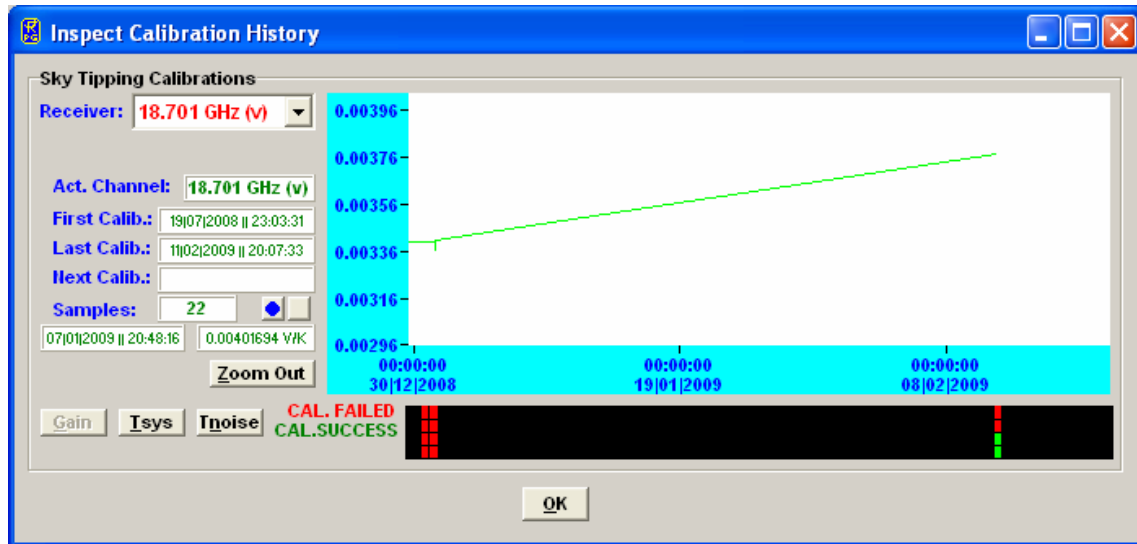 Inspect Calibration History
Sky Tipping Calibrations
Receiver: 18.701 GHz (v)
Act. Channel: 18.701 GHz (v)
First Calib.: 19|07|2008 || 23:03:31
Last Calib.: 11|02|2009 || 20:07:33
Next Calib.:
Samples: 22
07|01|2009 || 20:48:16 0.00401694 V/K
Zoom Out
Gain Tsys Tnoise
0.00396
0.00376
0.00356
0.00336
0.00316
0.00296
00:00:00 00:00:00 00:00:00
30|12|2008 19|01|2009 08|02|2009
CAL. FAILED
CAL.SUCCESS
OK